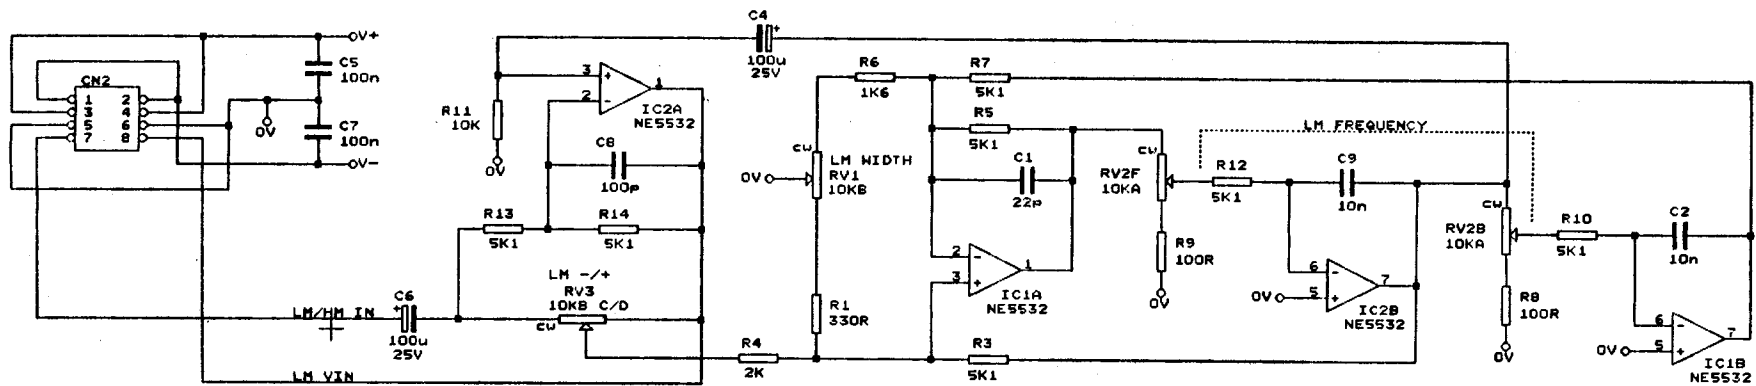 C4
100u
25V
V+
C5
100n
CN2
1 2
3 4
5 6
7 8
0V
C7
100n
V-
R11
10K
0V
3
2
1
IC2A
NE5532
C8
100p
R13
5K1
R14
5K1
LM -/+
RV3
10KB C/D
CW
LM/HM IN
C6
100u
25V
LM VIN
R4
2K
R6
1K6
R7
5K1
R5
5K1
CW
LM WIDTH
RV1
10KB
0V
C1
22p
2
3
1
IC1A
NE5532
R1
330R
R3
5K1
CW
RV2F
10KA
R9
100R
0V
LM FREQUENCY
R12
5K1
C9
10n
6
5
7
0V
IC2B
NE5532
CW
RV2B
10KA
R10
5K1
C2
10n
R8
100R
0V
6
5
7
0V
IC1B
NE5532